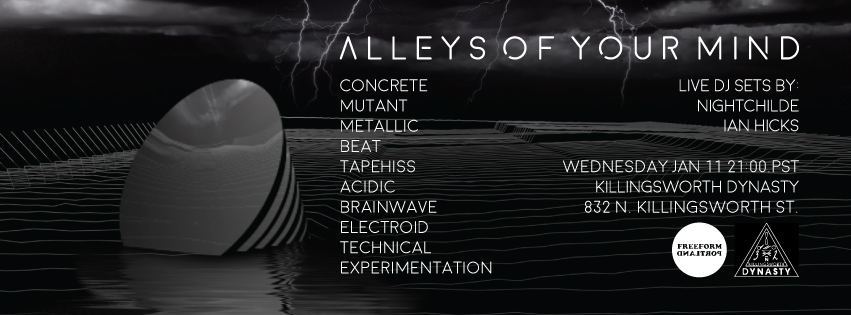 ALLEYS OF YOUR MIND
CONCRETE
MUTANT
METALLIC
BEAT
TAPEHISS
ACIDIC
BRAINWAVE
ELECTROID
TECHNICAL
EXPERIMENTATION
LIVE DJ SETS BY:
NIGHTCHILDE
IAN HICKS
WEDNESDAY JAN 11 21:00 PST
KILLINGSWORTH DYNASTY
832 N. KILLINGSWORTH ST.
FREEFORM
PORTLAND
KILLINGSWORTH
DYNASTY